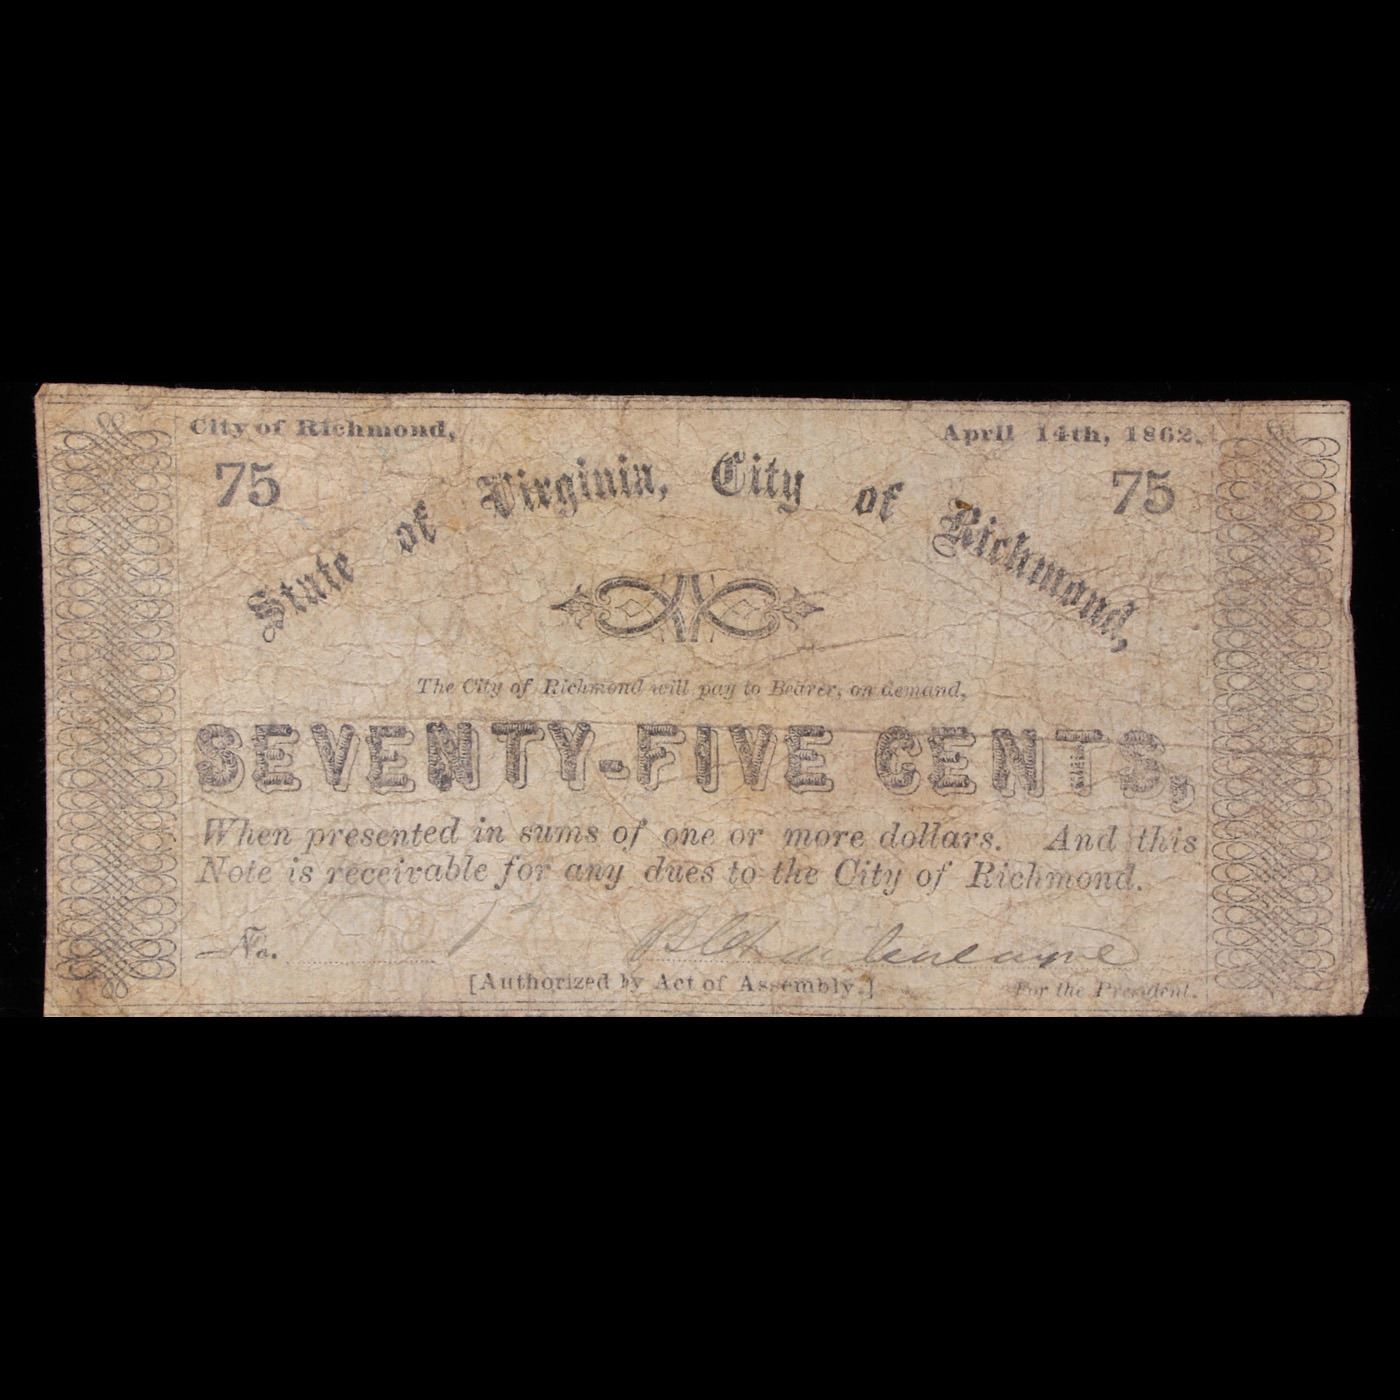 City of Richmond, April 14th, 1862.
75 75
State of Virginia, City of Richmond,
The City of Richmond will pay to Bearer, on demand,
SEVENTY-FIVE CENTS,
When presented in sums of one or more dollars. And this
Note is receivable for any dues to the City of Richmond.
No.
[Authorized by Act of Assembly.] For the President.